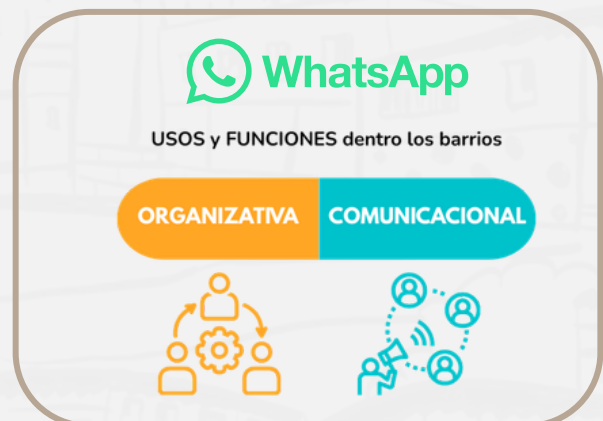 WhatsApp
USOS y FUNCIONES dentro los barrios
ORGANIZATIVA COMUNICACIONAL